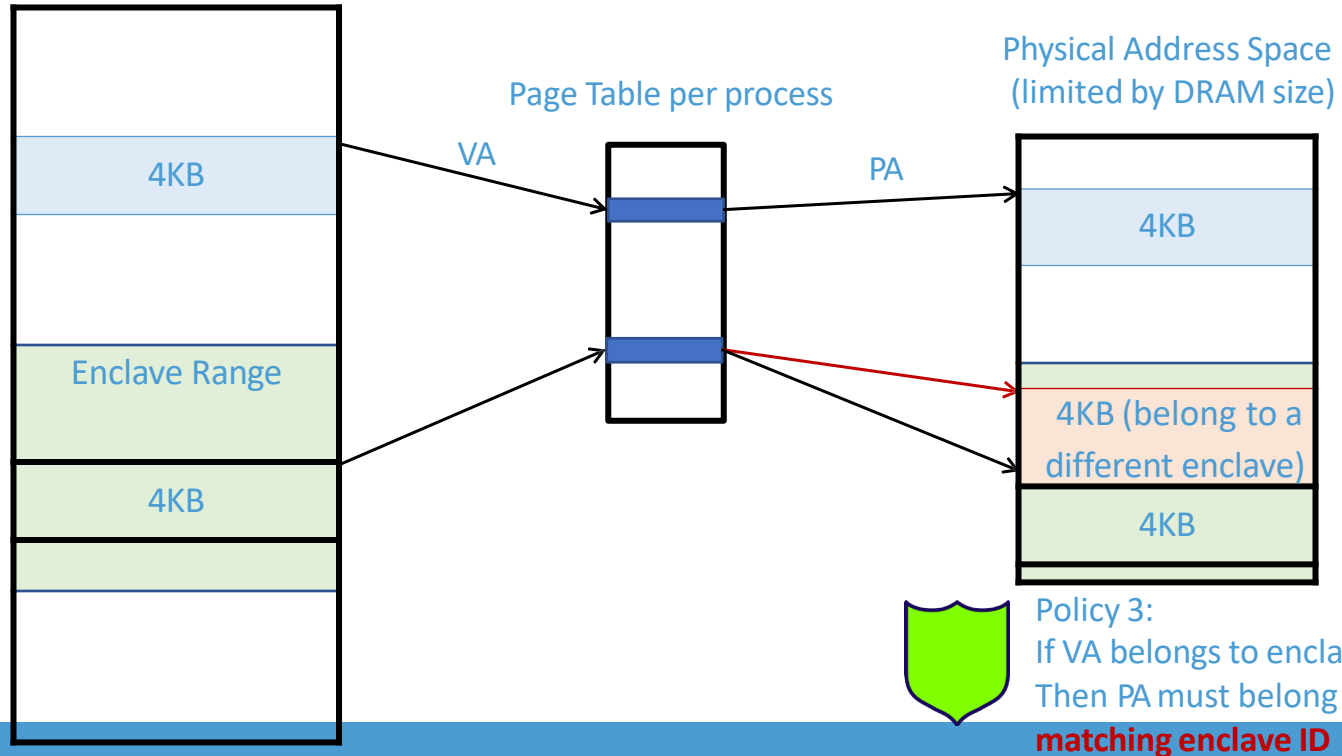 Physical Address Space
(limited by DRAM size)
Page Table per process
VA
PA
4KB
4KB
Enclave Range
4KB (belong to a
different enclave)
4KB
4KB
Policy 3:
If VA belongs to encla
Then PA must belong
matching enclave ID